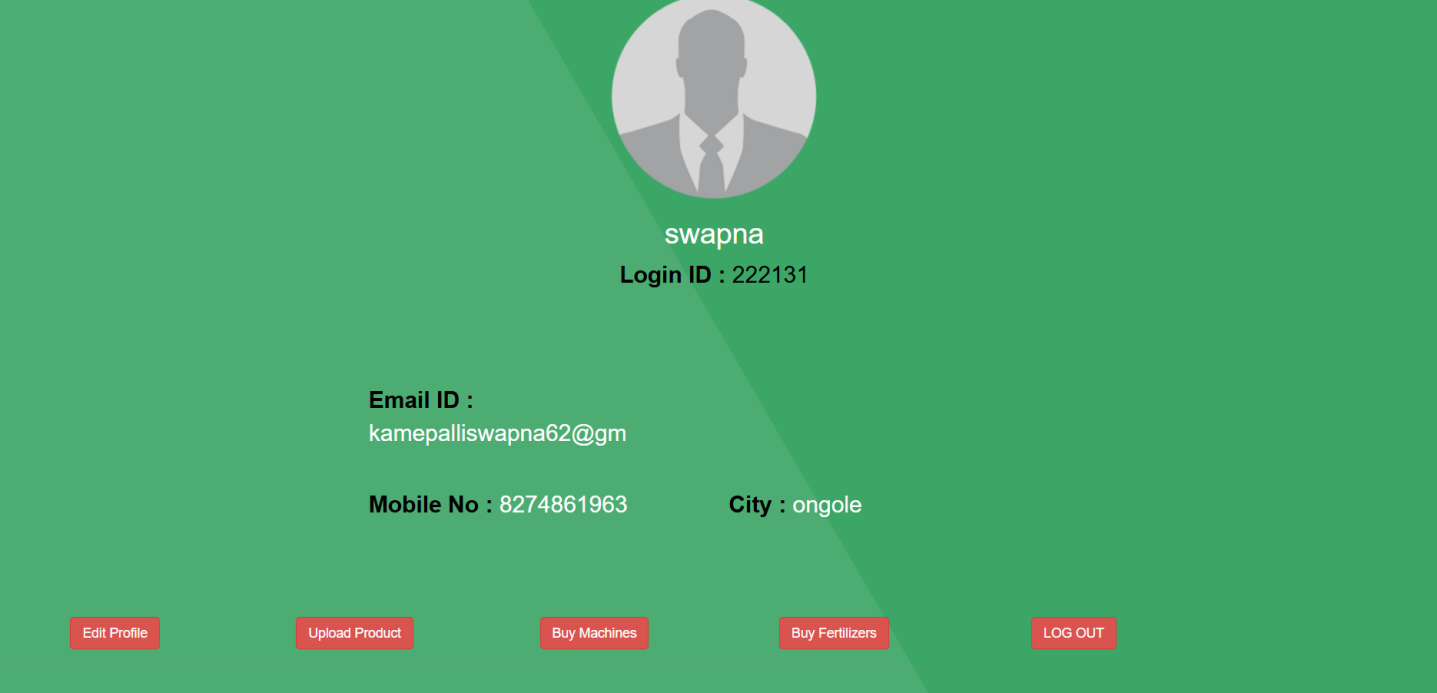 swapna
Login ID : 222131
Email ID :
kamepalliswapna62@gm
Mobile No : 8274861963
City : ongole
Edit Profile
Upload Product
Buy Machines
Buy Fertilizers
LOG OUT